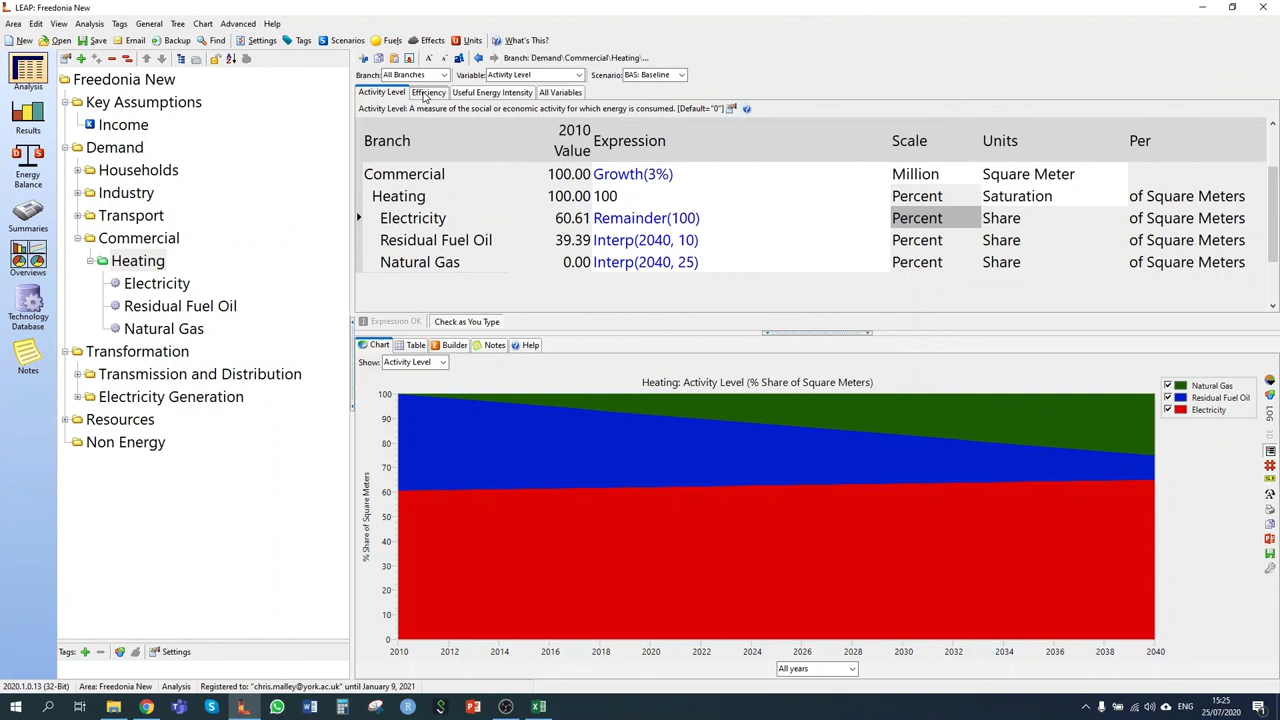 LEAP: Freedonia New
Area Edit View Analysis Tags General Tree Chart Advanced Help
New Open Save Email Backup Find Settings Tags Scenarios Fuels Effects Units What's This?
Analysis
Results
Energy
Balance
Summaries
Overviews
Technology
Database
Notes
Freedonia New
Key Assumptions
Income
Demand
Households
Industry
Transport
Commercial
Heating
Electricity
Residual Fuel Oil
Natural Gas
Transformation
Transmission and Distribution
Electricity Generation
Resources
Non Energy
Tags: Settings
Branch: Demand\Commercial\Heating\...
Branch: All Branches Variable: Activity Level Scenario: BAS: Baseline
Activity Level Efficiency Useful Energy Intensity All Variables
Activity Level: A measure of the social or economic activity for which energy is consumed. [Default="0"]
Branch 2010 Value Expression Scale Units Per
Commercial 100.00 Growth(3%) Million Square Meter
Heating 100.00 100 Percent Saturation of Square Meters
Electricity 60.61 Remainder(100) Percent Share of Square Meters
Residual Fuel Oil 39.39 Interp(2040, 10) Percent Share of Square Meters
Natural Gas 0.00 Interp(2040, 25) Percent Share of Square Meters
Expression OK Check as You Type
Chart Table Builder Notes Help
Show: Activity Level
Heating: Activity Level (% Share of Square Meters)
Natural Gas
Residual Fuel Oil
Electricity
LOG
3D
% Share of Square Meters
100
90
80
70
60
50
40
30
20
10
0
2010 2012 2014 2016 2018 2020 2022 2024 2026 2028 2030 2032 2034 2036 2038 2040
All years
2020.1.0.13 (32-Bit) Area: Freedonia New Analysis Registered to: "chris.malley@york.ac.uk" until January 9, 2021
15:25
25/07/2020